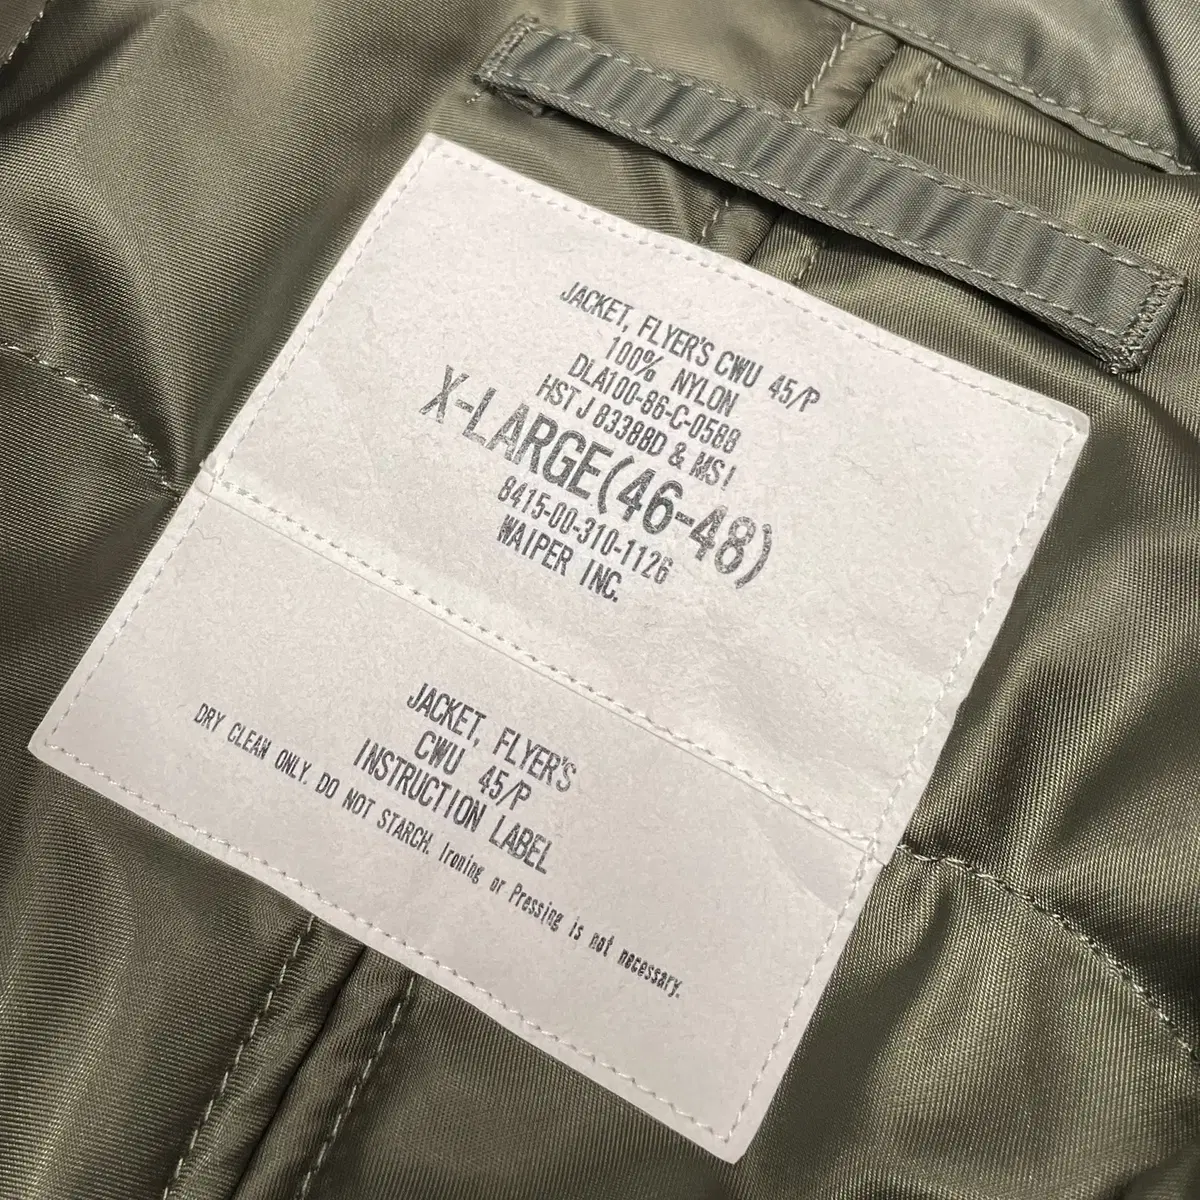 JACKET, FLYER'S CWU 45/P
100% NYLON
DLA100-86-C-0588
HST J 8338BD & MS!
X-LARGE(46-48)
8415-00-310-1126
WAIPER INC.
JACKET, FLYER'S
CWU 45/P
INSTRUCTION LABEL
DRY CLEAN ONLY. DO NOT STARCH. Ironing or Pressing is not necessary.